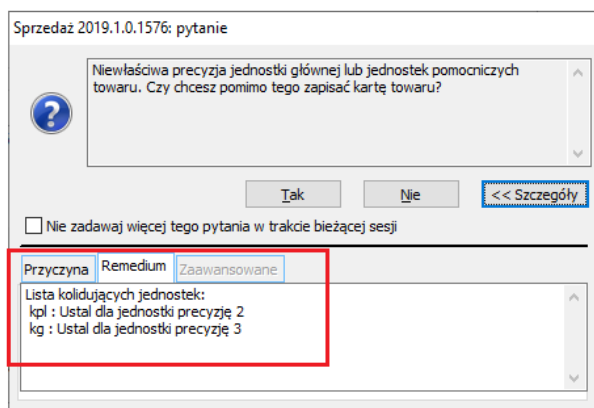 Sprzedaż 2019.1.0.1576: pytanie
Niewłaściwa precyzja jednostki głównej lub jednostek pomocniczych
towaru. Czy chcesz pomimo tego zapisać kartę towaru?
Tak Nie << Szczegóły
Nie zadawaj więcej tego pytania w trakcie bieżącej sesji
Przyczyna Remedium Zaawansowane
Lista kolidujących jednostek:
kpl : Ustal dla jednostki precyzję 2
kg : Ustal dla jednostki precyzję 3